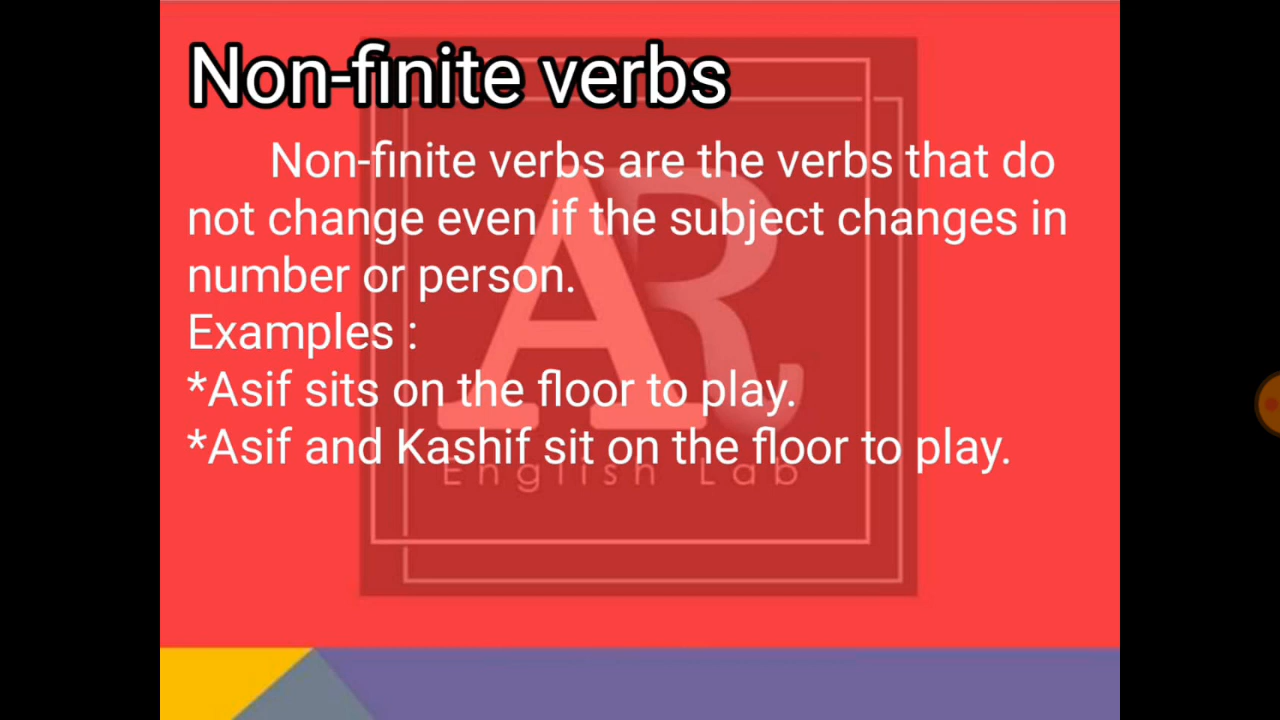 Non-finite verbs
Non-finite verbs are the verbs that do
not change even if the subject changes in
number or person.
Examples :
*Asif sits on the floor to play.
*Asif and Kashif sit on the floor to play.
AR
English Lab